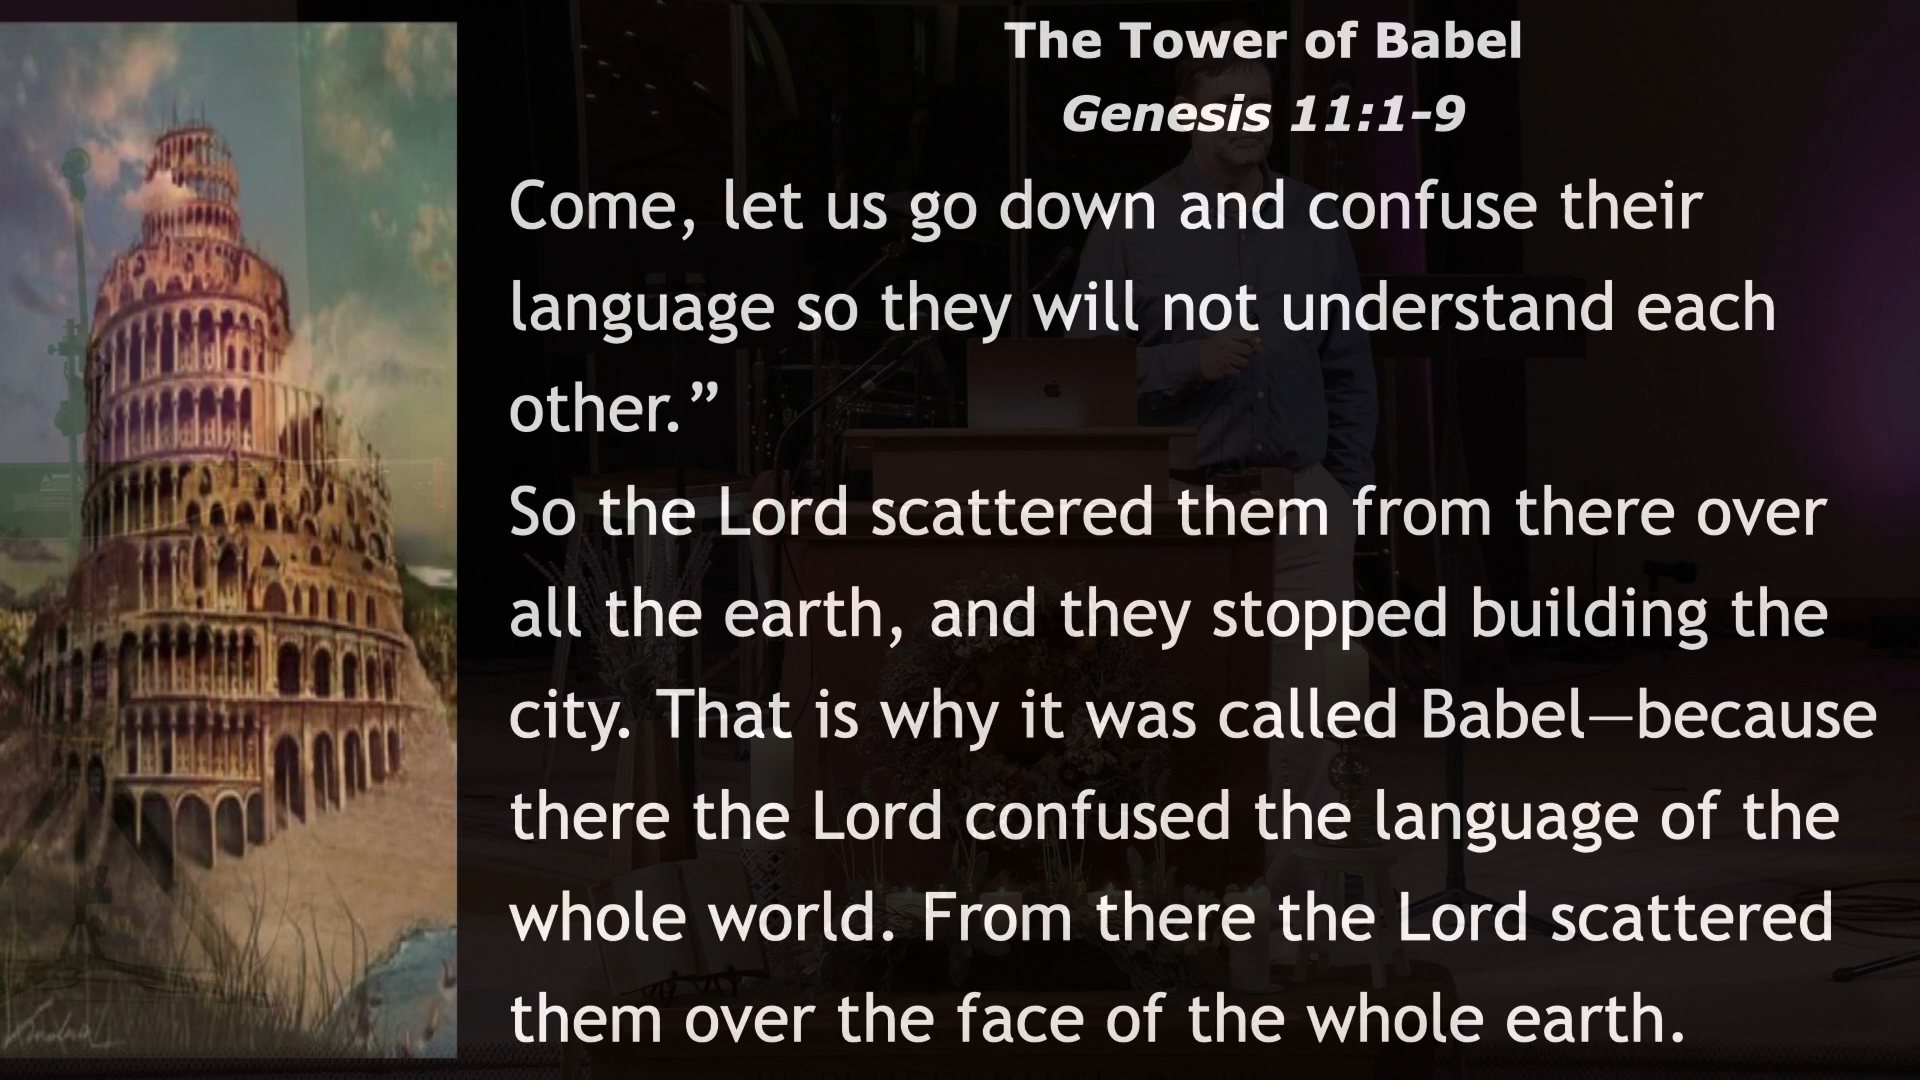 The Tower of Babel
Genesis 11:1-9
Come, let us go down and confuse their
language so they will not understand each
other.”
So the Lord scattered them from there over
all the earth, and they stopped building the
city. That is why it was called Babel—because
there the Lord confused the language of the
whole world. From there the Lord scattered
them over the face of the whole earth.